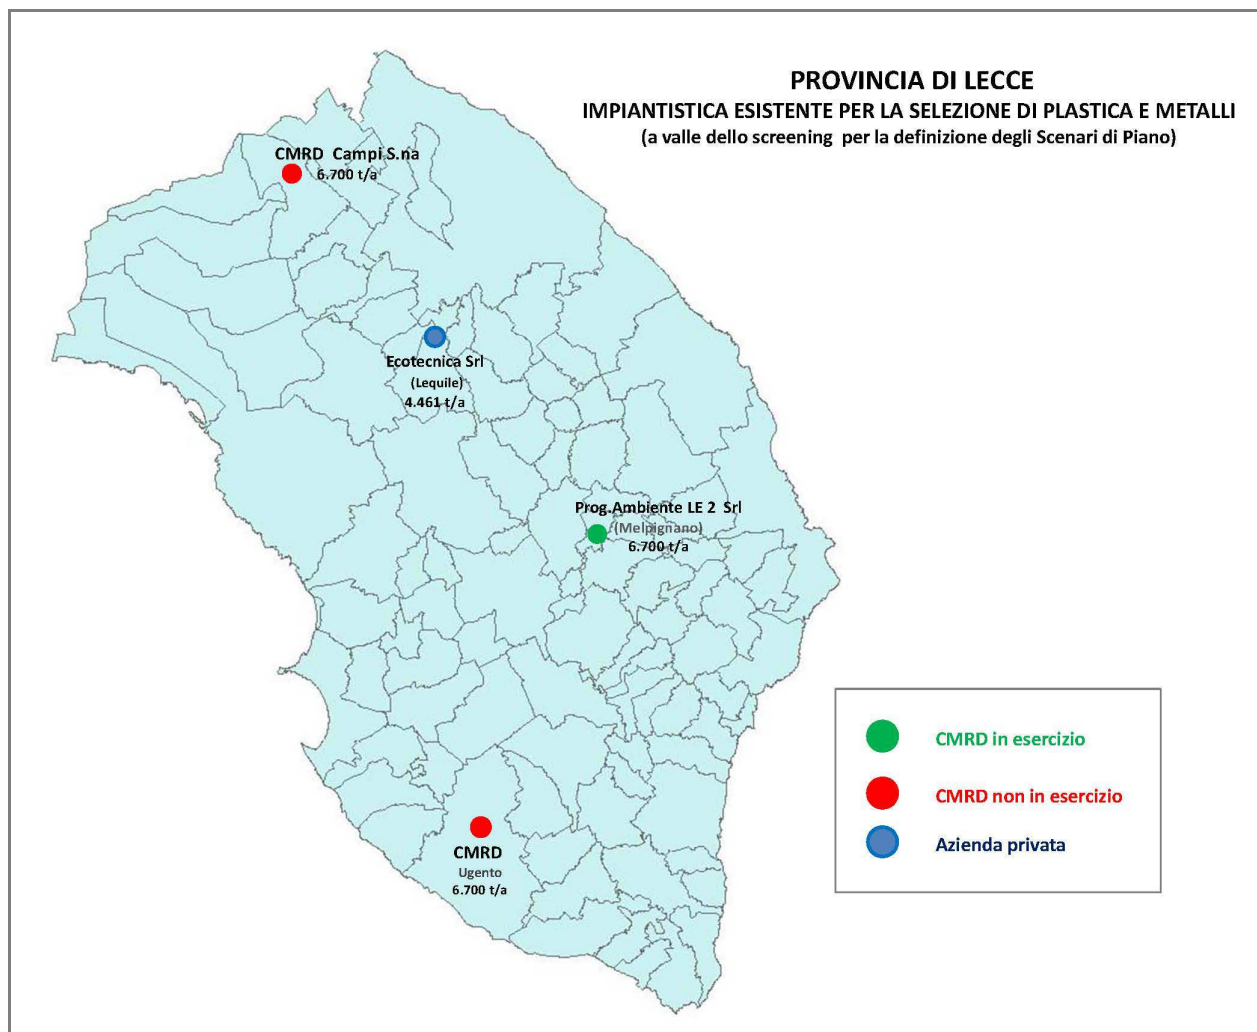 PROVINCIA DI LECCE
IMPIANTISTICA ESISTENTE PER LA SELEZIONE DI PLASTICA E METALLI
(a valle dello screening per la definizione degli Scenari di Piano)
CMRD Campi S.na
6.700 t/a
Ecotecnica Srl
(Lequile)
4.461 t/a
Prog.Ambiente LE 2 Srl
(Melpignano)
6.700 t/a
CMRD
Ugento
6.700 t/a
CMRD in esercizio
CMRD non in esercizio
Azienda privata